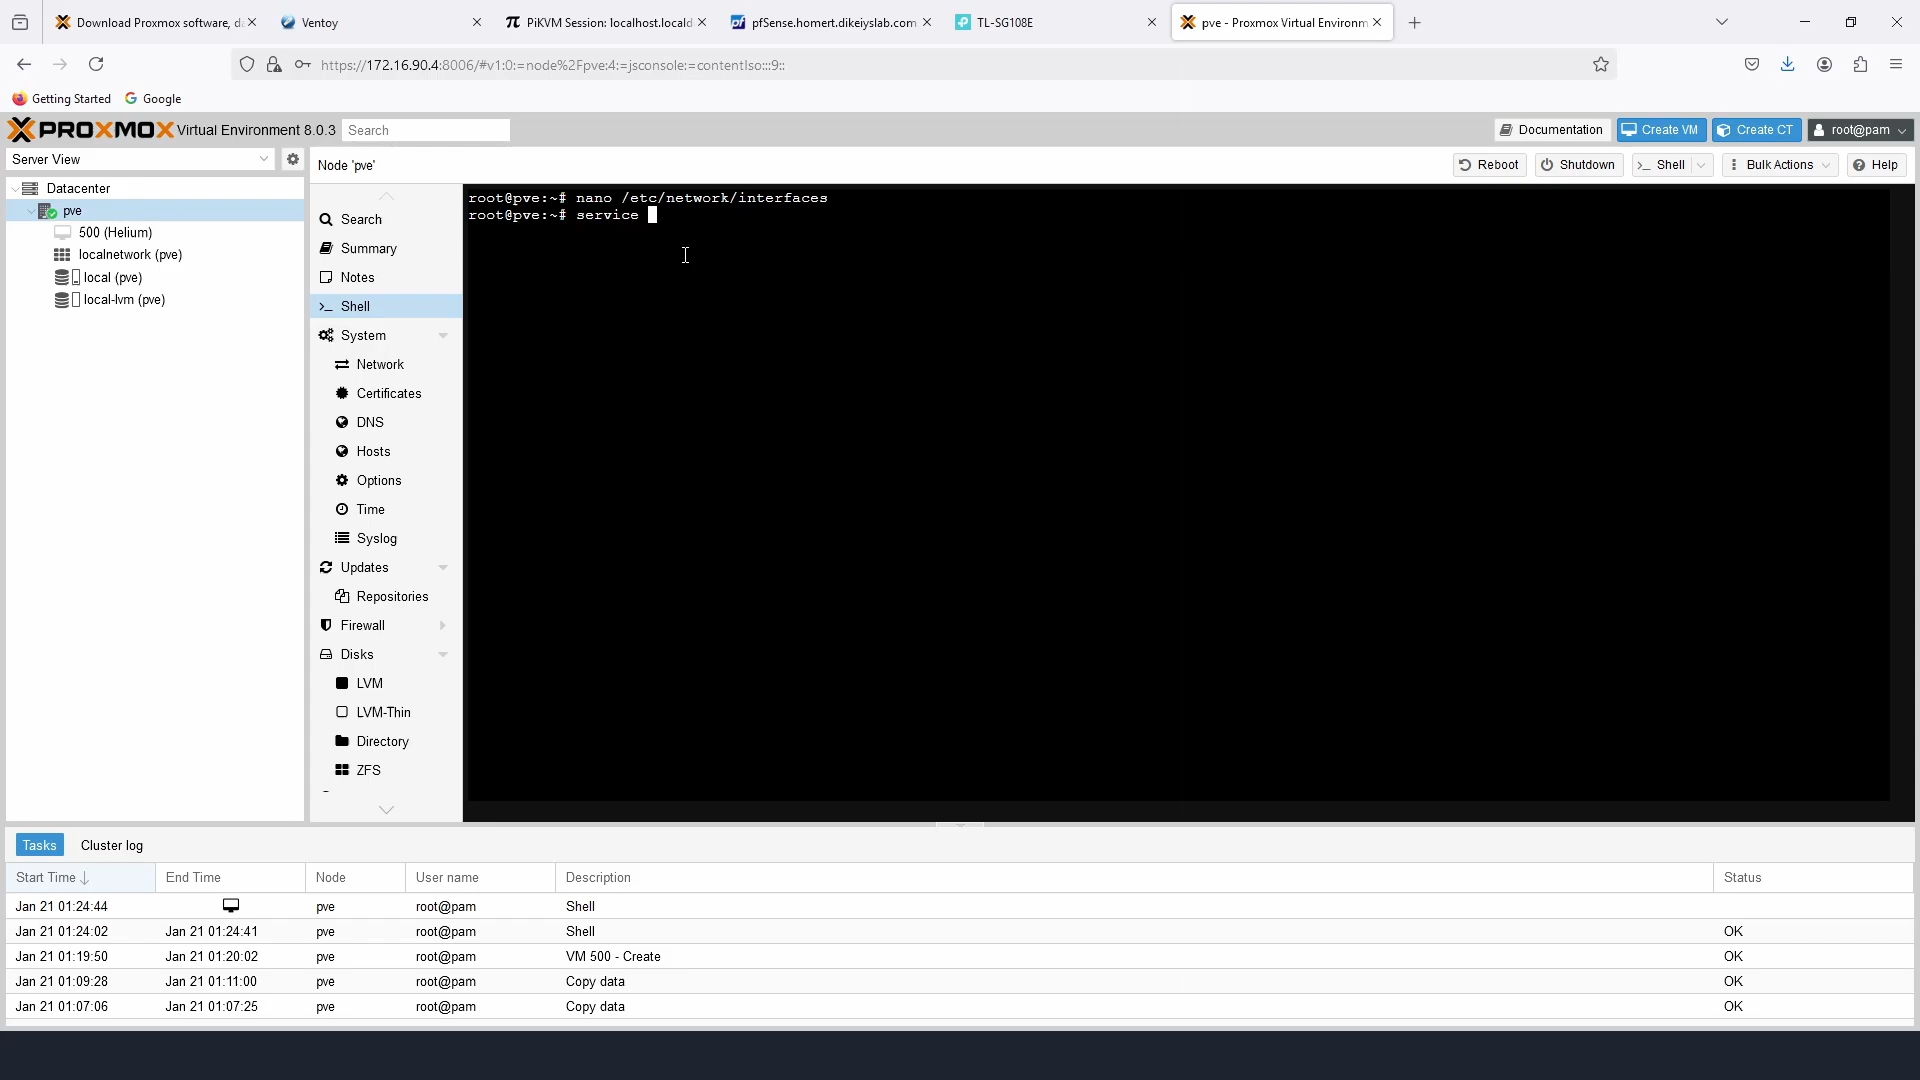 Download Proxmox software, da
Ventoy
PiKVM Session: localhost.locald
pfSense.homert.dikeiyslab.com
TL-SG108E
pve - Proxmox Virtual Environm
https://172.16.90.4:8006/#v1:0:=node%2Fpve:4:=jsconsole:=contentIso:::9::
Getting Started
Google
PROXMOX Virtual Environment 8.0.3
Search
Documentation
Create VM
Create CT
root@pam
Server View
Node 'pve'
Reboot
Shutdown
Shell
Bulk Actions
Help
Datacenter
pve
500 (Helium)
localnetwork (pve)
local (pve)
local-lvm (pve)
Search
Summary
Notes
Shell
System
Network
Certificates
DNS
Hosts
Options
Time
Syslog
Updates
Repositories
Firewall
Disks
LVM
LVM-Thin
Directory
ZFS
root@pve:~# nano /etc/network/interfaces
root@pve:~# service
Tasks
Cluster log
Start Time End Time Node User name Description Status
Jan 21 01:24:44 pve root@pam Shell
Jan 21 01:24:02 Jan 21 01:24:41 pve root@pam Shell OK
Jan 21 01:19:50 Jan 21 01:20:02 pve root@pam VM 500 - Create OK
Jan 21 01:09:28 Jan 21 01:11:00 pve root@pam Copy data OK
Jan 21 01:07:06 Jan 21 01:07:25 pve root@pam Copy data OK